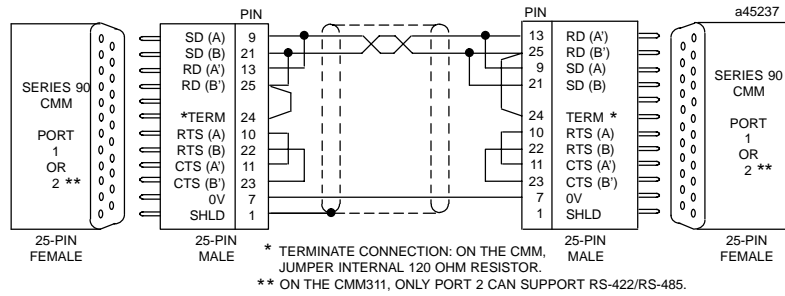 PIN
PIN
a45237
SD (A) 9
SD (B) 21
RD (A') 13
RD (B') 25
*TERM 24
RTS (A) 10
RTS (B) 22
CTS (A') 11
CTS (B') 23
0V 7
SHLD 1
13 RD (A')
25 RD (B')
9 SD (A)
21 SD (B)
24 TERM *
10 RTS (A)
22 RTS (B)
11 CTS (A')
23 CTS (B')
7 0V
1 SHLD
SERIES 90
CMM
PORT
1
OR
2 **
SERIES 90
CMM
PORT
1
OR
2 **
25-PIN
FEMALE
25-PIN
MALE
25-PIN
MALE
25-PIN
FEMALE
* TERMINATE CONNECTION: ON THE CMM,
JUMPER INTERNAL 120 OHM RESISTOR.
** ON THE CMM311, ONLY PORT 2 CAN SUPPORT RS-422/RS-485.